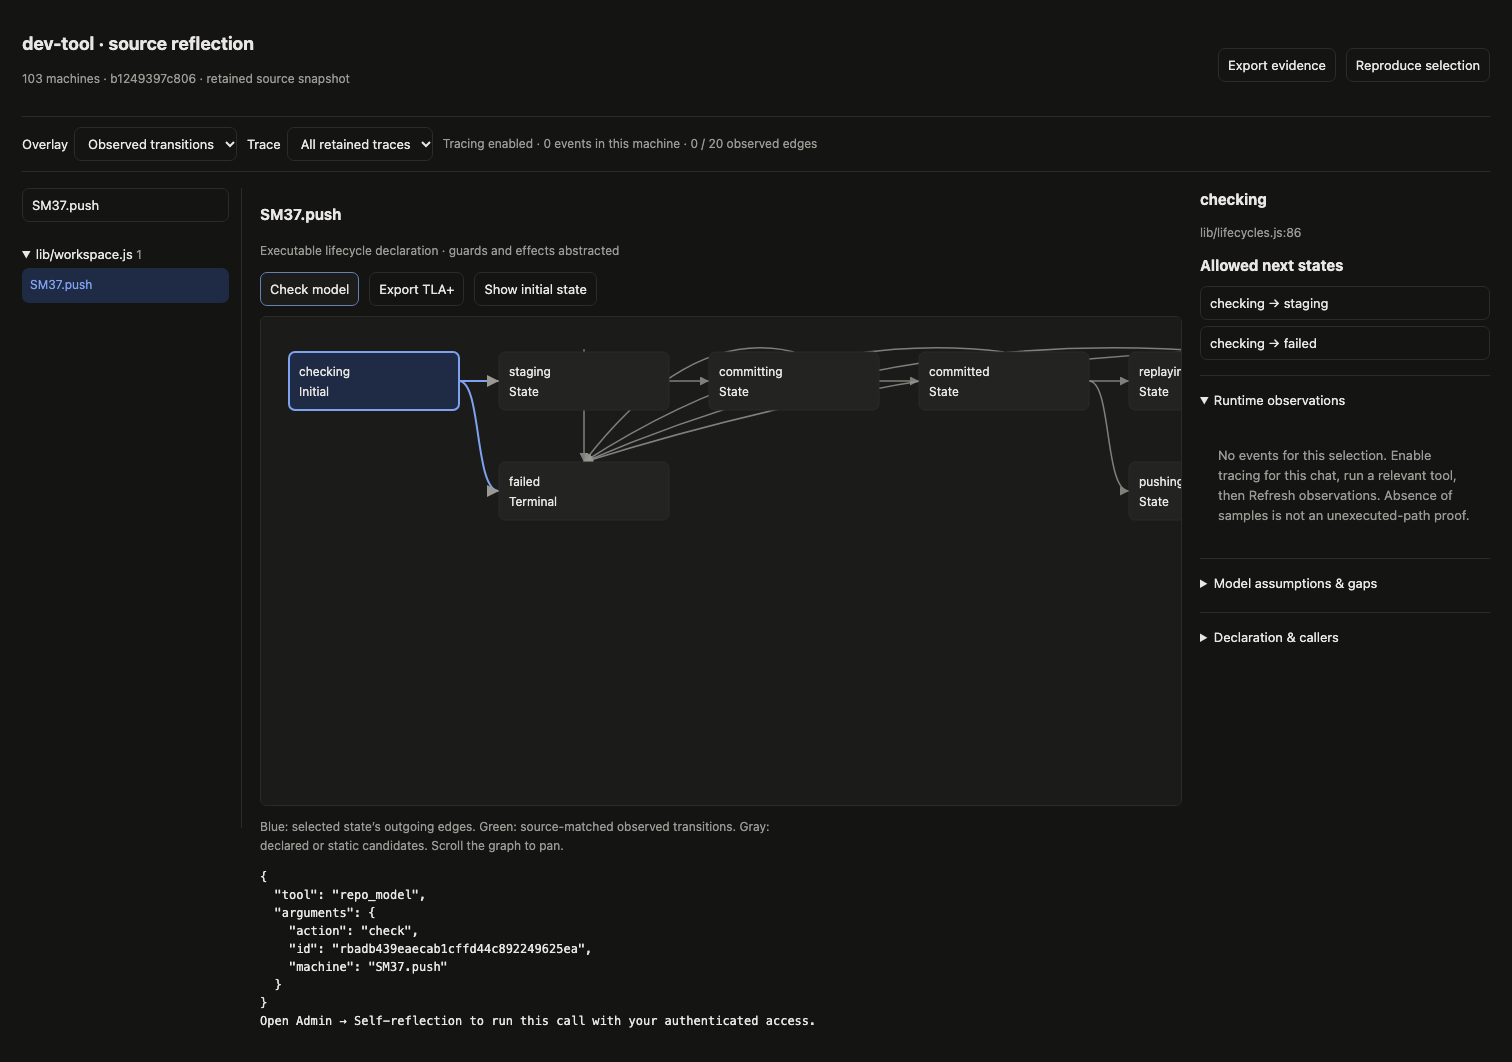 dev-tool · source reflection
103 machines · b1249397c806 · retained source snapshot
Export evidence
Reproduce selection
Overlay
Observed transitions
Trace
All retained traces
Tracing enabled · 0 events in this machine · 0 / 20 observed edges
SM37.push
▼ lib/workspace.js 1
SM37.push
SM37.push
Executable lifecycle declaration · guards and effects abstracted
Check model
Export TLA+
Show initial state
checking
Initial
staging
State
committing
State
committed
State
replayin
State
failed
Terminal
pushing
State
Blue: selected state's outgoing edges. Green: source-matched observed transitions. Gray:
declared or static candidates. Scroll the graph to pan.
{
  "tool": "repo_model",
  "arguments": {
    "action": "check",
    "id": "rbadb439eaecab1cffd44c892249625ea",
    "machine": "SM37.push"
  }
}
Open Admin → Self-reflection to run this call with your authenticated access.
checking
lib/lifecycles.js:86
Allowed next states
checking → staging
checking → failed
▼ Runtime observations
No events for this selection. Enable
tracing for this chat, run a relevant tool,
then Refresh observations. Absence of
samples is not an unexecuted-path proof.
▶ Model assumptions & gaps
▶ Declaration & callers